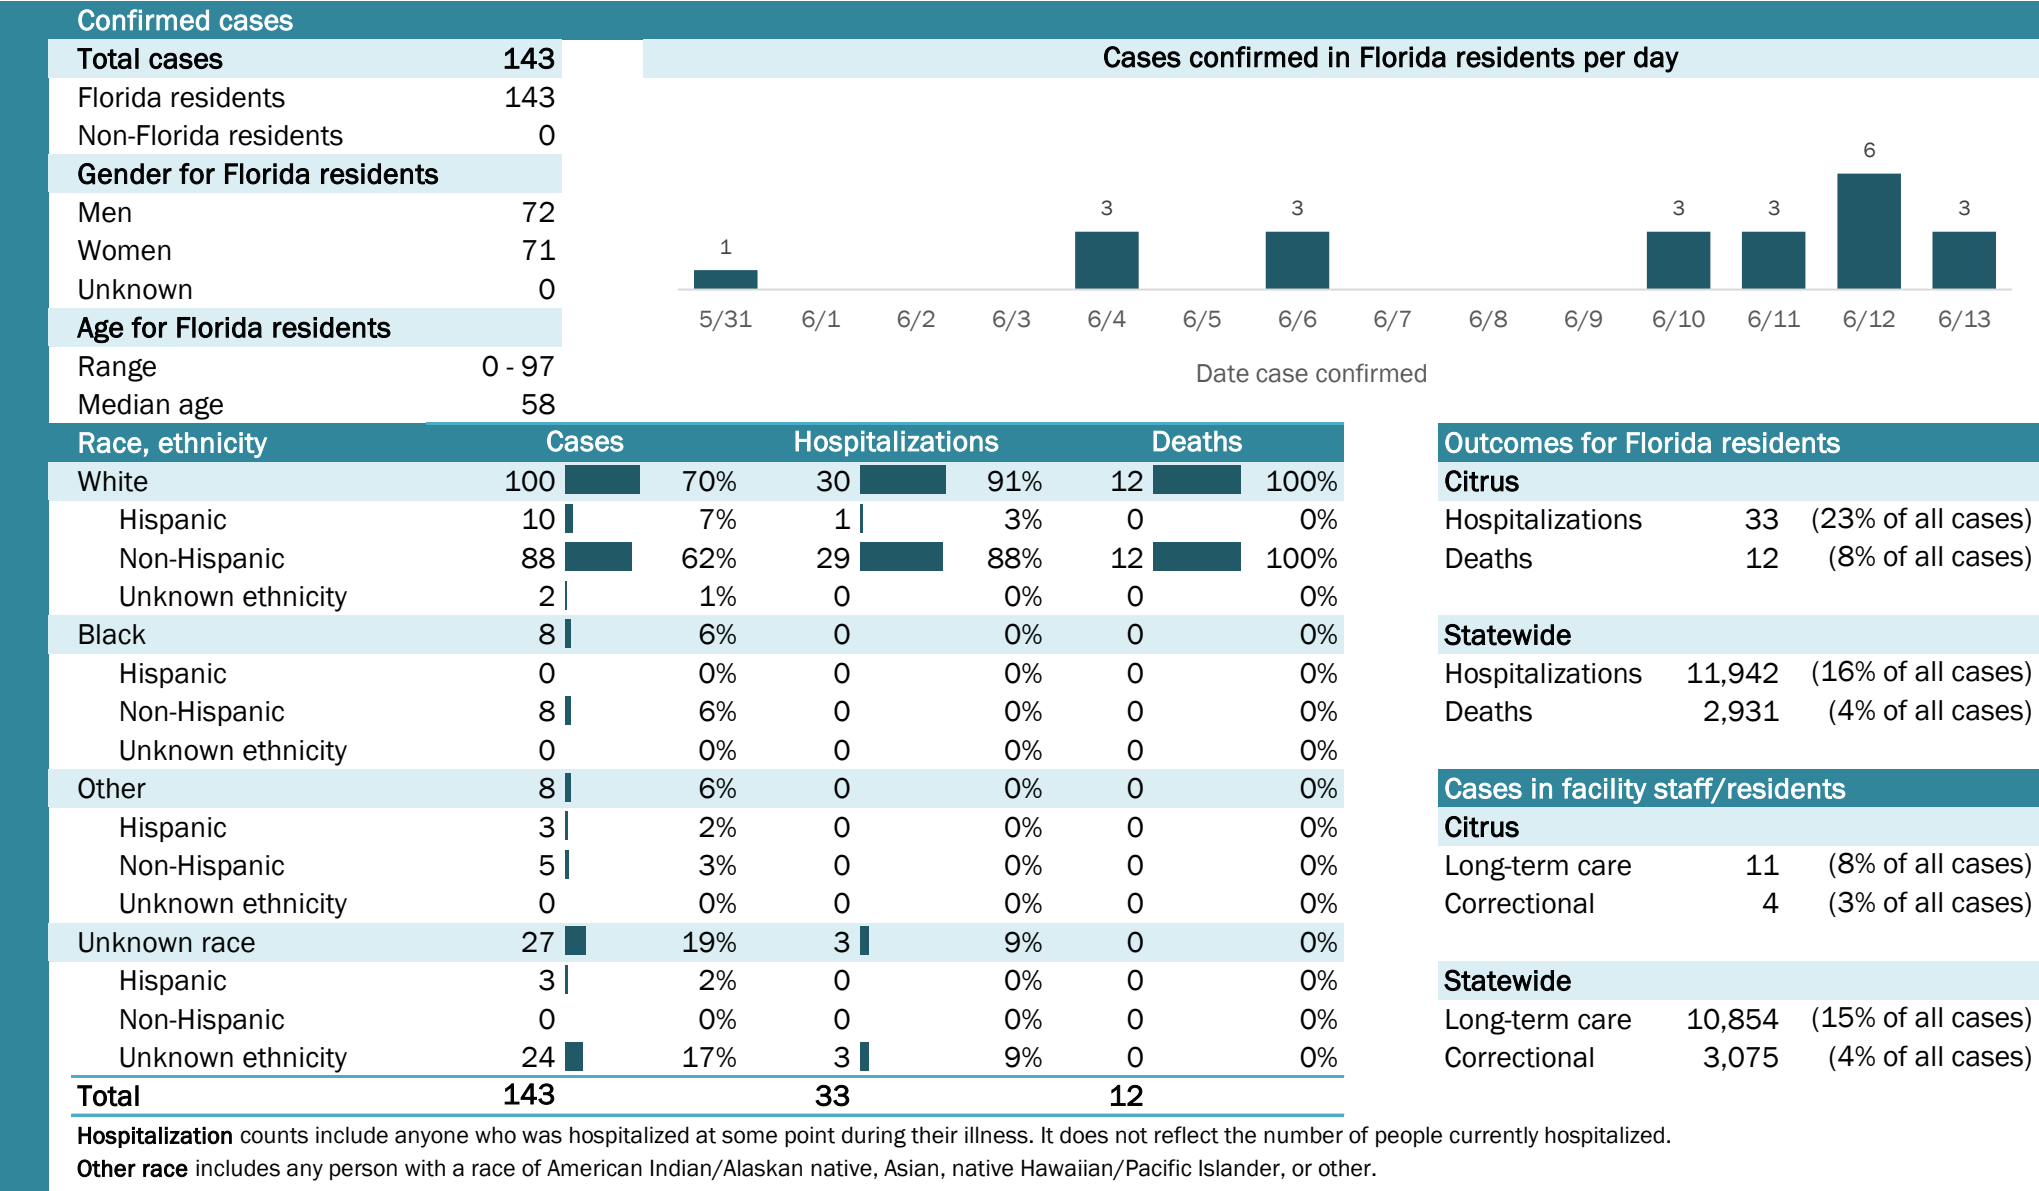 Confirmed cases
Total cases 143
Florida residents 143
Non-Florida residents 0
Gender for Florida residents
Men 72
Women 71
Unknown 0
Age for Florida residents
Range 0 - 97
Median age 58
Cases confirmed in Florida residents per day
1 3 3 3 3 6 3
5/31 6/1 6/2 6/3 6/4 6/5 6/6 6/7 6/8 6/9 6/10 6/11 6/12 6/13
Date case confirmed
Race, ethnicity Cases Hospitalizations Deaths
White 100 70% 30 91% 12 100%
Hispanic 10 7% 1 3% 0 0%
Non-Hispanic 88 62% 29 88% 12 100%
Unknown ethnicity 2 1% 0 0% 0 0%
Black 8 6% 0 0% 0 0%
Hispanic 0 0% 0 0% 0 0%
Non-Hispanic 8 6% 0 0% 0 0%
Unknown ethnicity 0 0% 0 0% 0 0%
Other 8 6% 0 0% 0 0%
Hispanic 3 2% 0 0% 0 0%
Non-Hispanic 5 3% 0 0% 0 0%
Unknown ethnicity 0 0% 0 0% 0 0%
Unknown race 27 19% 3 9% 0 0%
Hispanic 3 2% 0 0% 0 0%
Non-Hispanic 0 0% 0 0% 0 0%
Unknown ethnicity 24 17% 3 9% 0 0%
Total 143 33 12
Outcomes for Florida residents
Citrus
Hospitalizations 33 (23% of all cases)
Deaths 12 (8% of all cases)
Statewide
Hospitalizations 11,942 (16% of all cases)
Deaths 2,931 (4% of all cases)
Cases in facility staff/residents
Citrus
Long-term care 11 (8% of all cases)
Correctional 4 (3% of all cases)
Statewide
Long-term care 10,854 (15% of all cases)
Correctional 3,075 (4% of all cases)
Hospitalization counts include anyone who was hospitalized at some point during their illness. It does not reflect the number of people currently hospitalized.
Other race includes any person with a race of American Indian/Alaskan native, Asian, native Hawaiian/Pacific Islander, or other.